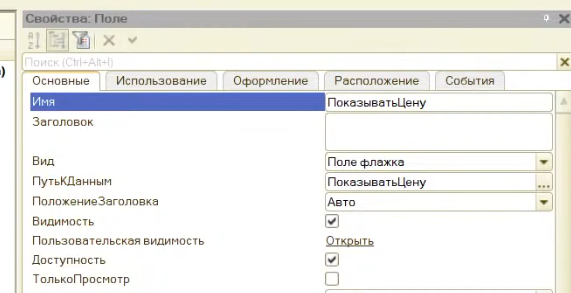 Свойства: Поле
Поиск (Ctrl+Alt+I)
Основные Использование Оформление Расположение События
Имя ПоказыватьЦену
Заголовок
Вид Поле флажка
ПутьКДанным ПоказыватьЦену ...
ПоложениеЗаголовка Авто
Видимость
Пользовательская видимость Открыть
Доступность
ТолькоПросмотр